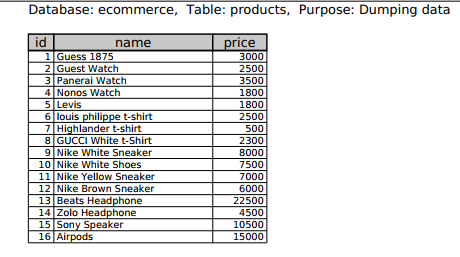 Database: ecommerce, Table: products, Purpose: Dumping data
id name price
1 Guess 1875 3000
2 Guest Watch 2500
3 Panerai Watch 3500
4 Nonos Watch 1800
5 Levis 1800
6 louis philippe t-shirt 2500
7 Highlander t-shirt 500
8 GUCCI White t-Shirt 2300
9 Nike White Sneaker 8000
10 Nike White Shoes 7500
11 Nike Yellow Sneaker 7000
12 Nike Brown Sneaker 6000
13 Beats Headphone 22500
14 Zolo Headphone 4500
15 Sony Speaker 10500
16 Airpods 15000